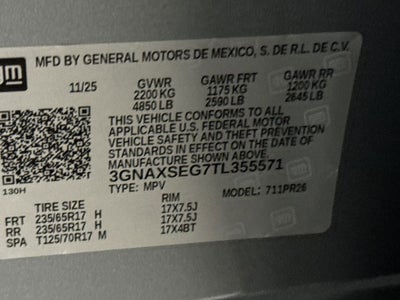 gm
MFD BY GENERAL MOTORS DE MEXICO, S. DE R.L. DE C.V.
11/25 GVWR GAWR FRT GAWR RR
2200 KG 1175 KG 1200 KG
4850 LB 2590 LB 2645 LB
THIS VEHICLE CONFORMS TO ALL
APPLICABLE U.S. FEDERAL MOTOR
VEHICLE SAFETY AND THEFT PREVENTION
STANDARDS IN EFFECT ON THE DATE OF
MANUFACTURE SHOWN ABOVE.
3GNAXSEG7TL355571
130H TYPE: MPV MODEL: 711PR26
RIM
FRT 235/65R17 H 17X7.5J
RR 235/65R17 H 17X7.5J
SPA T125/70R17 M 17X4BT